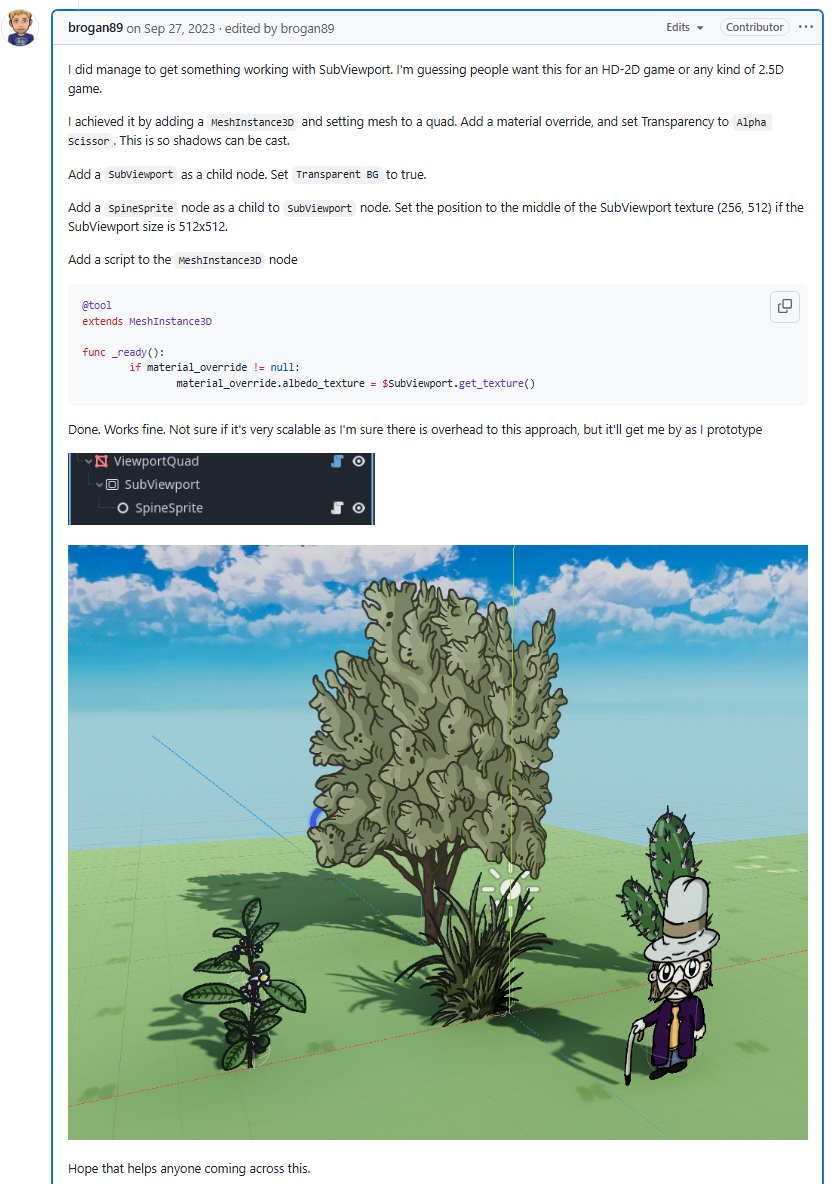 brogan89 on Sep 27, 2023 · edited by brogan89
Edits
Contributor
I did manage to get something working with SubViewport. I'm guessing people want this for an HD-2D game or any kind of 2.5D
game.
I achieved it by adding a MeshInstance3D and setting mesh to a quad. Add a material override, and set Transparency to Alpha
Scissor . This is so shadows can be cast.
Add a SubViewport as a child node. Set Transparent BG to true.
Add a SpineSprite node as a child to SubViewport node. Set the position to the middle of the SubViewport texture (256, 512) if the
SubViewport size is 512x512.
Add a script to the MeshInstance3D node
@tool
extends MeshInstance3D
func _ready():
if material_override != null:
material_override.albedo_texture = $SubViewport.get_texture()
Done. Works fine. Not sure if it's very scalable as I'm sure there is overhead to this approach, but it'll get me by as I prototype
ViewportQuad
SubViewport
SpineSprite
Hope that helps anyone coming across this.